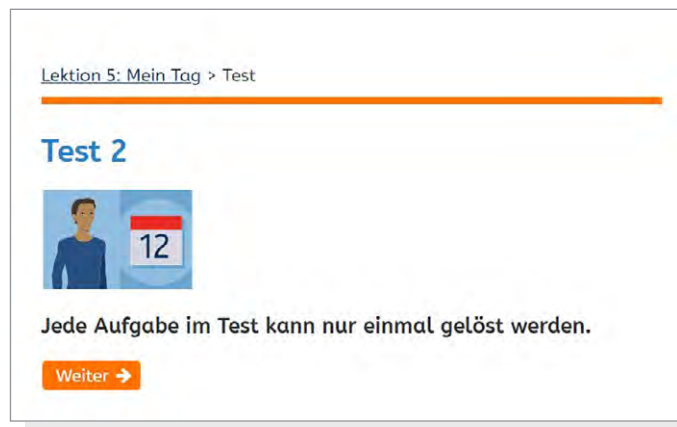 Lektion 5: Mein Tag > Test
Test 2
12
Jede Aufgabe im Test kann nur einmal gelöst werden.
Weiter →